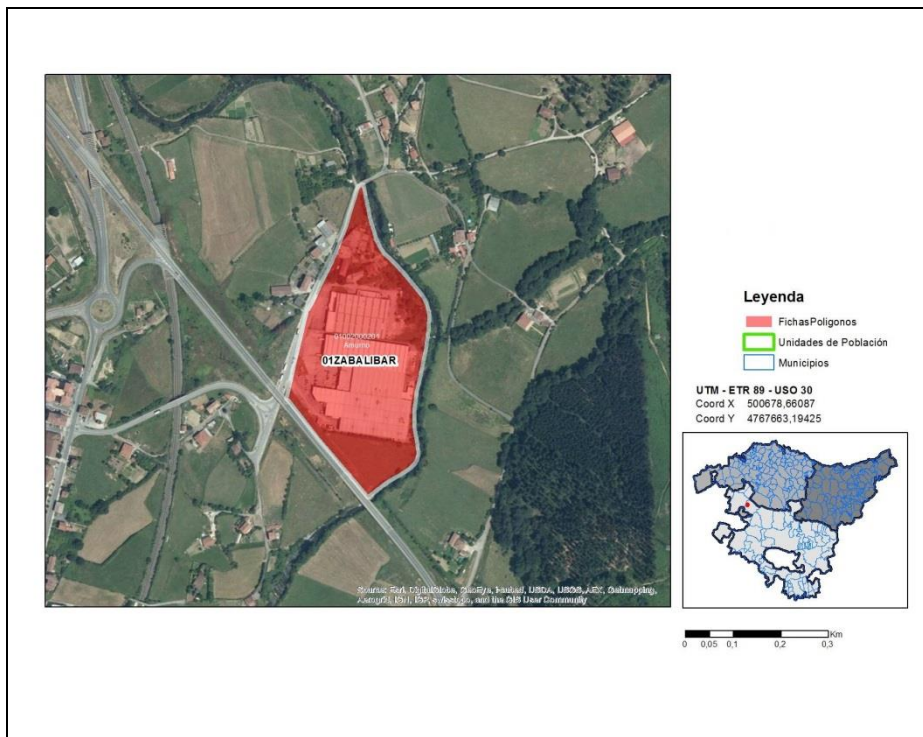 01ZABALIBAR
Leyenda
FichasPoligonos
Unidades de Población
Municipios
UTM - ETR 89 - USO 30
Coord X 500678,66087
Coord Y 4767663,19425
Km
0 0,05 0,1 0,2 0,3